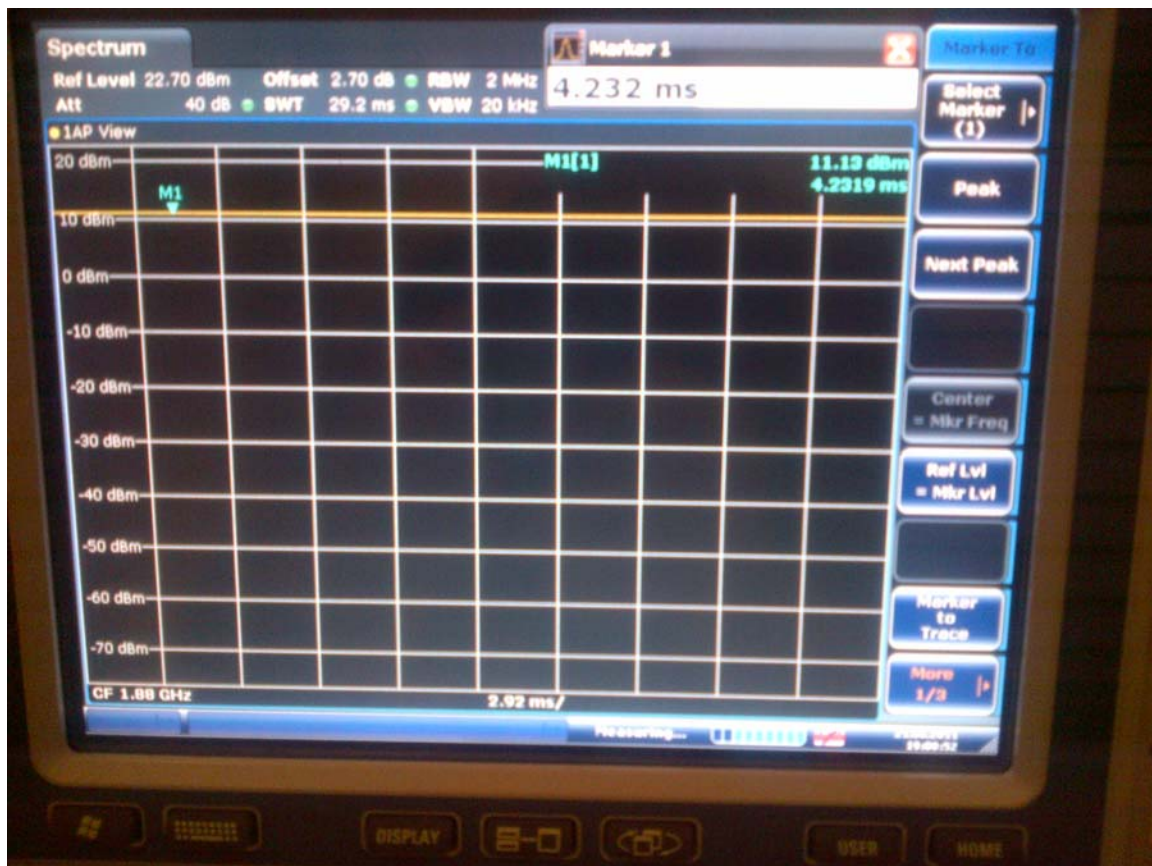 Spectrum
Marker 1
Marker To
Ref Level 22.70 dBm Offset 2.70 dB RBW 2 MHz
4.232 ms
Att 40 dB SWT 29.2 ms VBW 20 kHz
Select
Marker
(1)
1AP View
20 dBm
M1[1]
11.13 dBm
4.2319 ms
M1
Peak
10 dBm
Next Peak
0 dBm
-10 dBm
-20 dBm
Center
= Mkr Freq
-30 dBm
Ref Lvl
= Mkr Lvl
-40 dBm
-50 dBm
-60 dBm
Marker
to
Trace
-70 dBm
More
1/3
CF 1.88 GHz
2.92 ms/
Measuring...
DISPLAY
USER
HOME